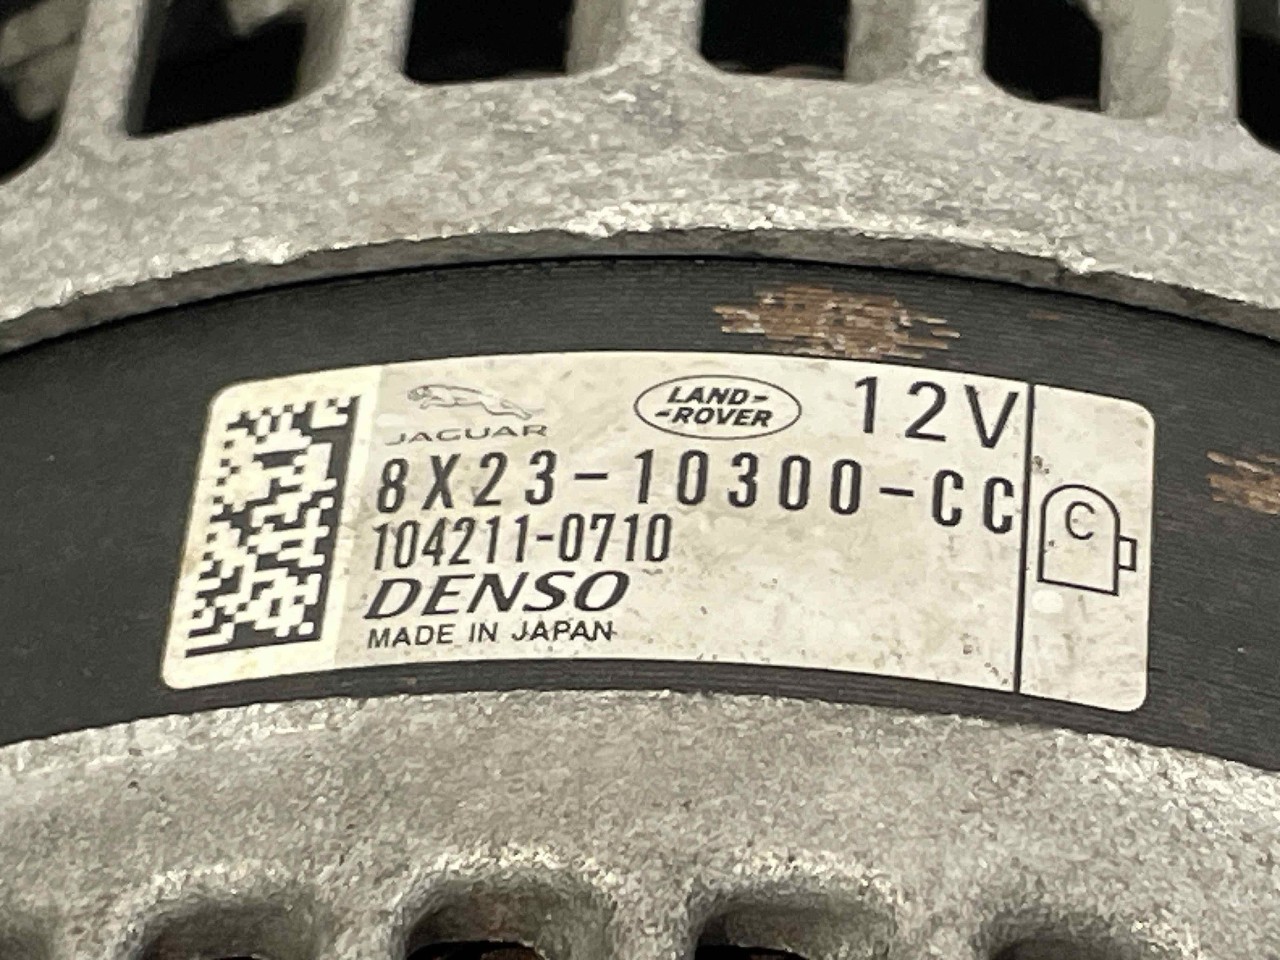 JAGUAR
LAND-
-ROVER
12V
8X23-10300-CC
104211-0710
DENSO
MADE IN JAPAN
C